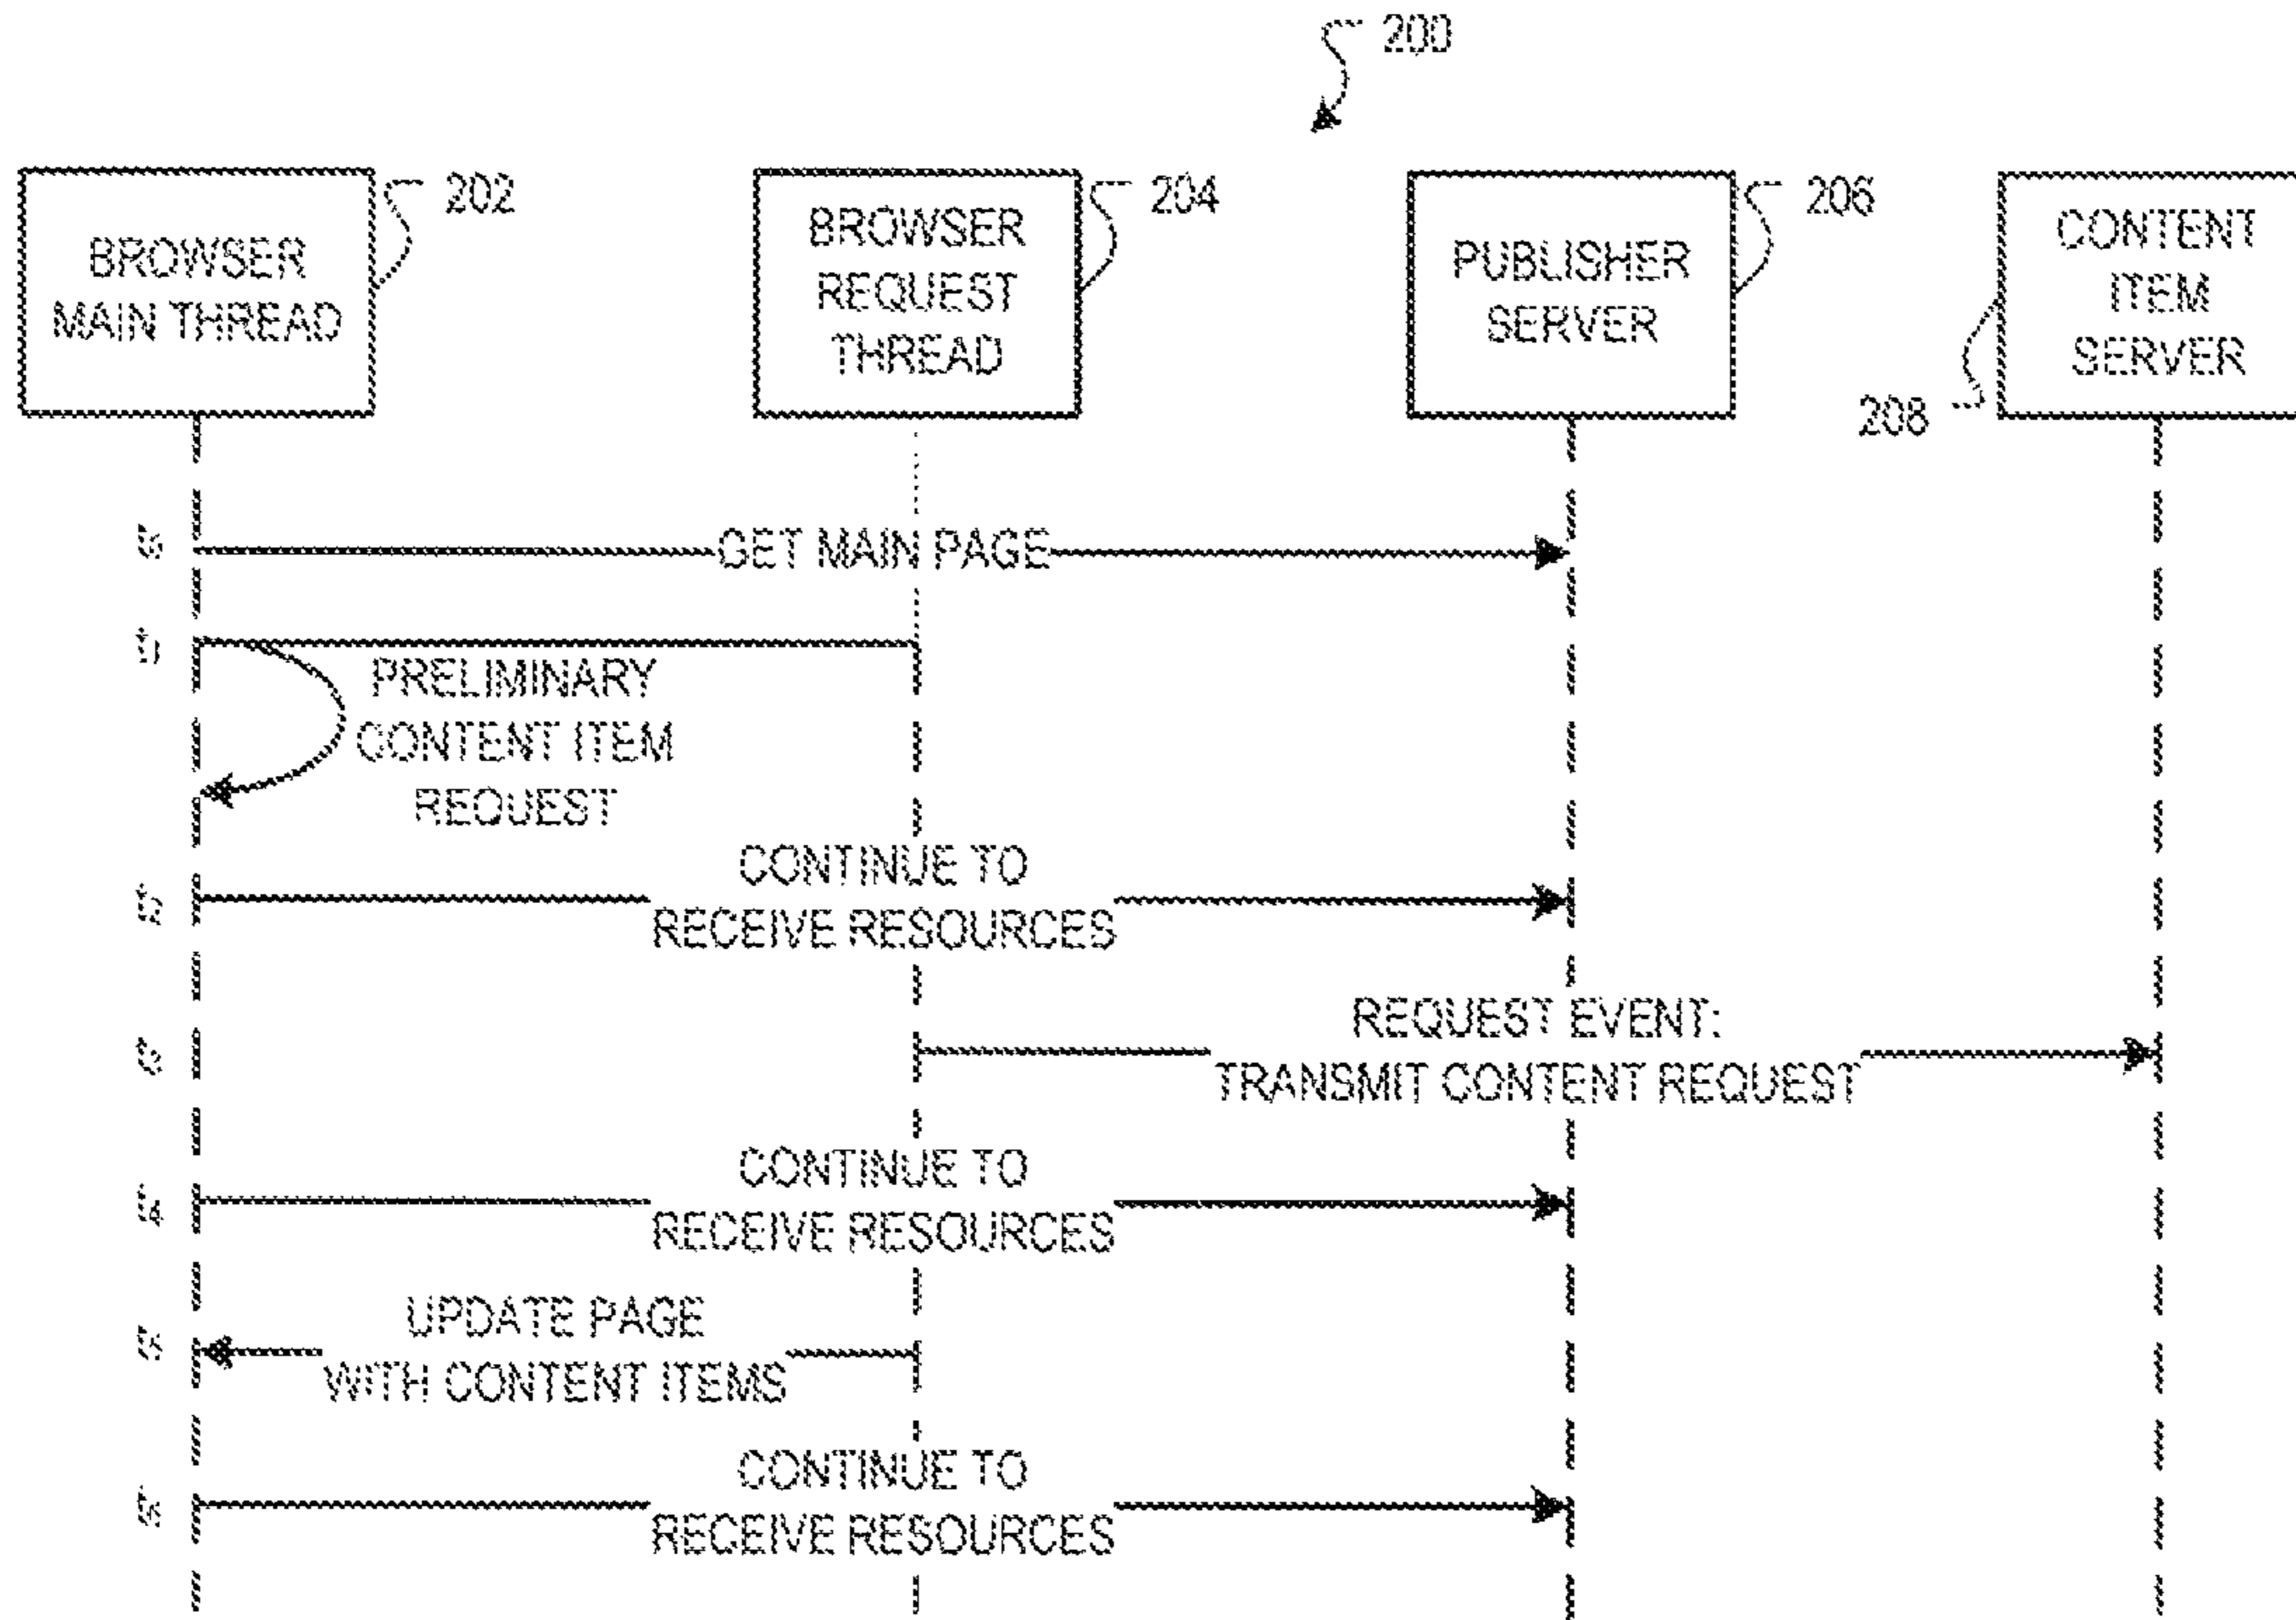 200
BROWSER
MAIN THREAD
202
BROWSER
REQUEST
THREAD
204
PUBLISHER
SERVER
206
CONTENT
ITEM
SERVER
208
GET MAIN PAGE
PRELIMINARY
CONTENT ITEM
REQUEST
CONTINUE TO
RECEIVE RESOURCES
REQUEST EVENT:
TRANSMIT CONTENT REQUEST
CONTINUE TO
RECEIVE RESOURCES
UPDATE PAGE
WITH CONTENT ITEMS
CONTINUE TO
RECEIVE RESOURCES